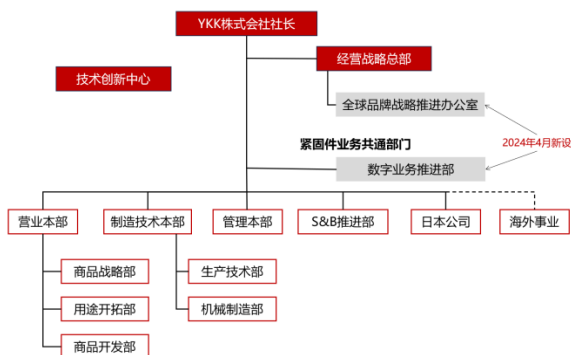 YKK株式会社社长
经营战略总部
技术创新中心
全球品牌战略推进办公室
紧固件业务共通部门
2024年4月新设
数字业务推进部
营业本部
制造技术本部
管理本部
S&B推进部
日本公司
海外事业
商品战略部
生产技术部
用途开拓部
机械制造部
商品开发部